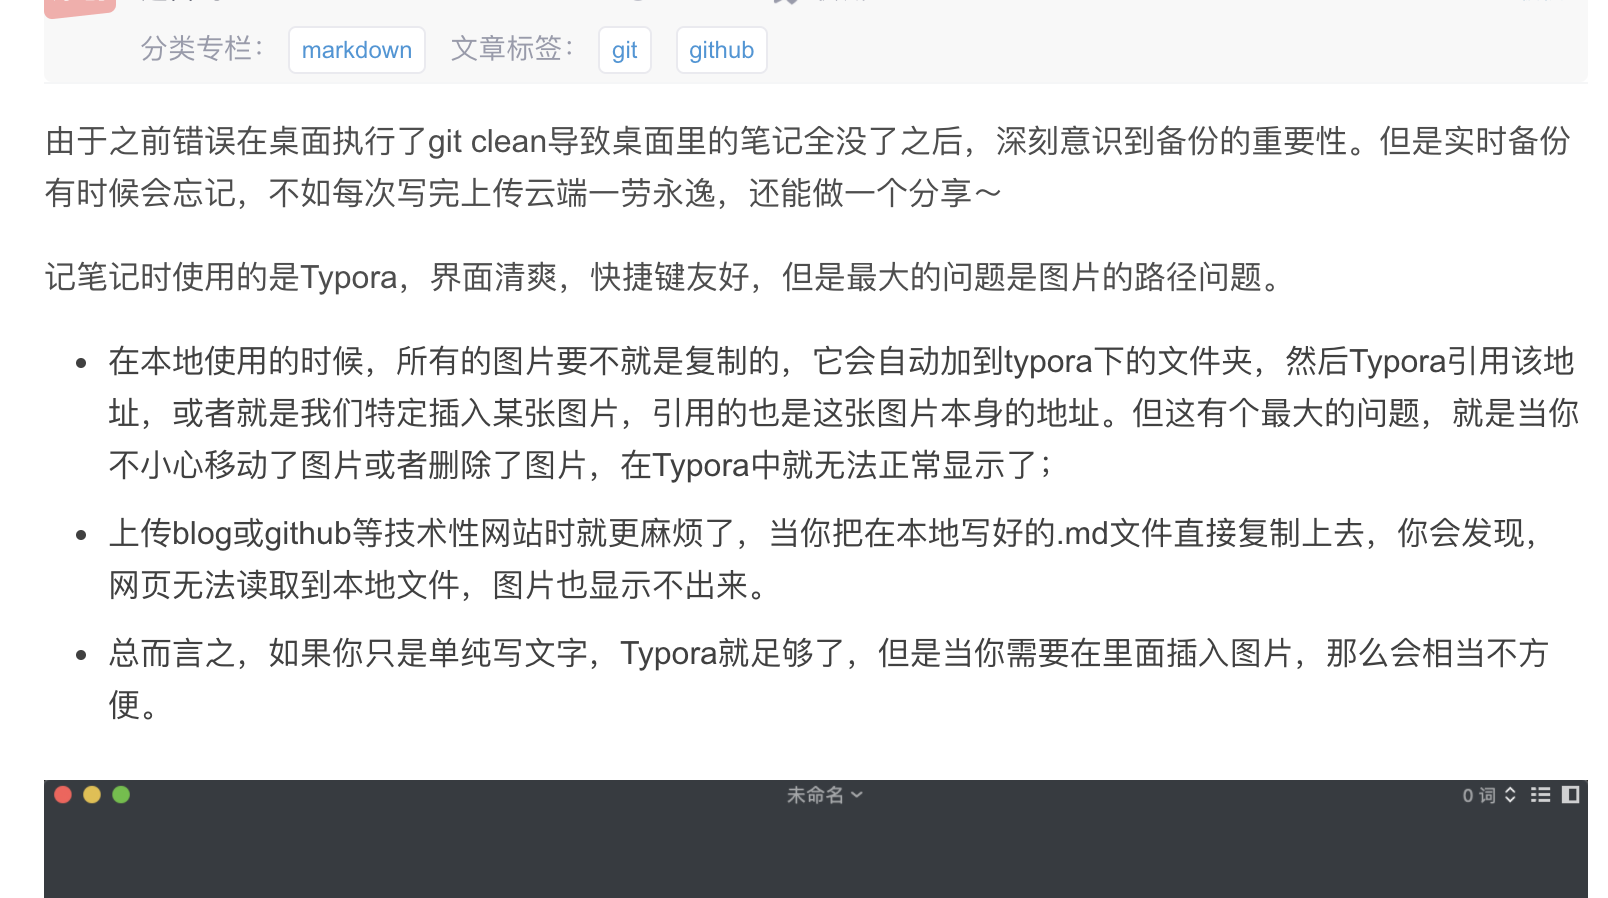 分类专栏： markdown 文章标签： git github
由于之前错误在桌面执行了git clean导致桌面里的笔记全没了之后，深刻意识到备份的重要性。但是实时备份
有时候会忘记，不如每次写完上传云端一劳永逸，还能做一个分享～
记笔记时使用的是Typora，界面清爽，快捷键友好，但是最大的问题是图片的路径问题。
在本地使用的时候，所有的图片要不就是复制的，它会自动加到typora下的文件夹，然后Typora引用该地
址，或者就是我们特定插入某张图片，引用的也是这张图片本身的地址。但这有个最大的问题，就是当你
不小心移动了图片或者删除了图片，在Typora中就无法正常显示了；
上传blog或github等技术性网站时就更麻烦了，当你把在本地写好的.md文件直接复制上去，你会发现，
网页无法读取到本地文件，图片也显示不出来。
总而言之，如果你只是单纯写文字，Typora就足够了，但是当你需要在里面插入图片，那么会相当不方
便。
未命名 0 词